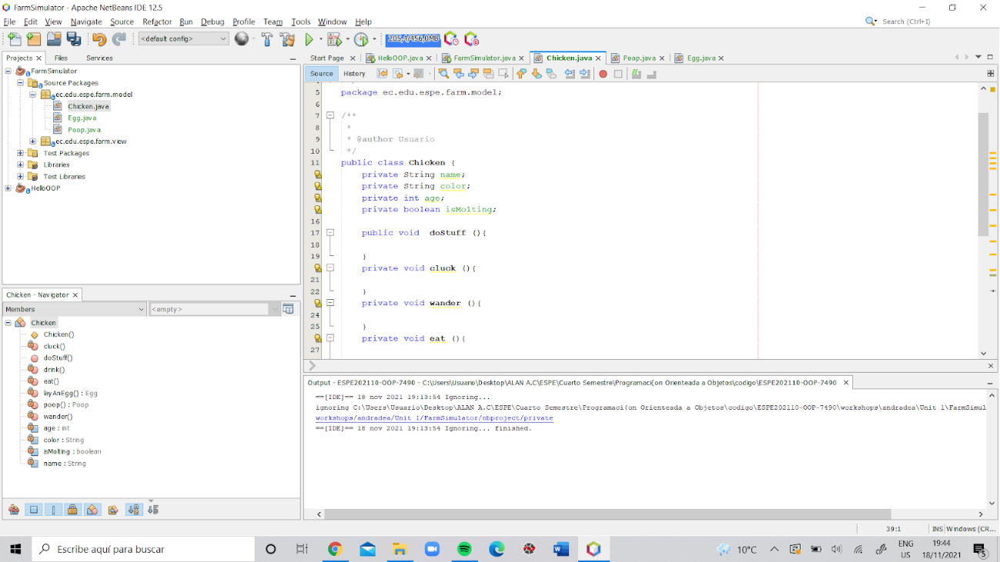 FarmSimulator - Apache NetBeans IDE 12.5
File Edit View Navigate Source Refactor Run Debug Profile Team Tools Window Help
Search (Ctrl+I)
<default config>
205,4/456,0MB
Projects Files Services
FarmSimulator
Source Packages
ec.edu.espe.farm.model
Chicken.java
Egg.java
Poop.java
ec.edu.espe.farm.view
Test Packages
Libraries
Test Libraries
HelloOOP
Chicken - Navigator
Members
<empty>
Chicken
Chicken()
cluck()
doStuff()
drink()
eat()
layAnEgg() : Egg
poop() : Poop
wander()
age : int
color : String
isMolting : boolean
name : String
Start Page HelloOOP.java FarmSimulator.java Chicken.java Poop.java Egg.java
Source History
5 package ec.edu.espe.farm.model;
6
7 /**
8 *
9 * @author Usuario
10 */
11 public class Chicken {
private String name;
private String color;
private int age;
private boolean isMolting;
16
17 public void doStuff (){
18
19 }
private void cluck (){
21
22 }
private void wander (){
24
25 }
private void eat (){
27
Output - ESPE202110-OOP-7490 - C:\Users\Usuario\Desktop\ALAN A.C\ESPE\Cuarto Semestre\Programaci(on Orienteada a Objetos\codigo\ESPE202110-OOP-7490
==[IDE]== 18 nov 2021 19:13:54 Ignoring...
ignoring C:\Users\Usuario\Desktop\ALAN A.C\ESPE\Cuarto Semestre\Programaci(on Orienteada a Objetos\codigo\ESPE202110-OOP-7490\workshops\andradea\Unit 1\FarmSimul
workshops/andradea/Unit 1/FarmSimulator/nbproject/private
==[IDE]== 18 nov 2021 19:13:54 Ignoring... finished.
39:1 INS Windows (CR...
Escribe aquí para buscar
10°C
ENG
US
19:44
18/11/2021
5